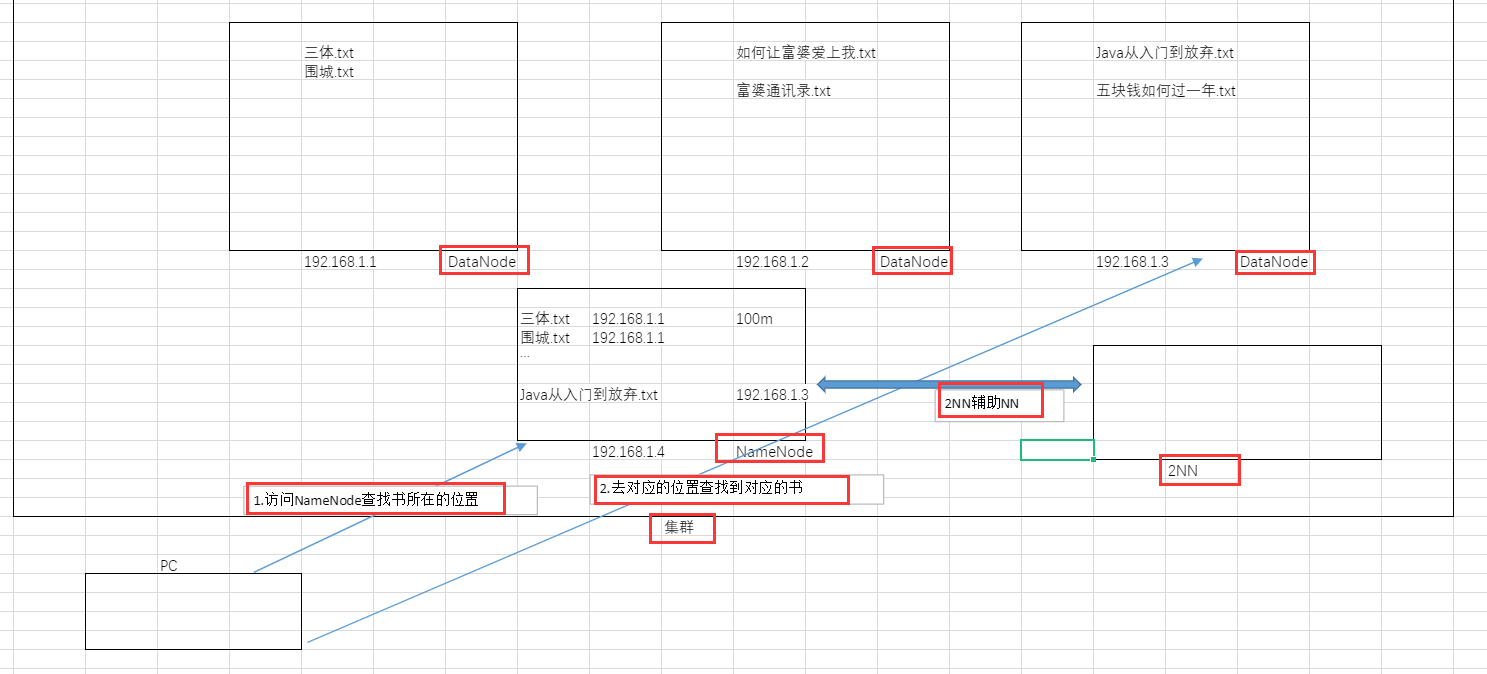 三体.txt
围城.txt
如何让富婆爱上我.txt
富婆通讯录.txt
Java从入门到放弃.txt
五块钱如何过一年.txt
192.168.1.1 DataNode
192.168.1.2 DataNode
192.168.1.3 DataNode
三体.txt 192.168.1.1 100m
围城.txt 192.168.1.1
...
Java从入门到放弃.txt 192.168.1.3
2NN辅助NN
192.168.1.4 NameNode
2NN
1.访问NameNode查找书所在的位置
2.去对应的位置查找到对应的书
集群
PC